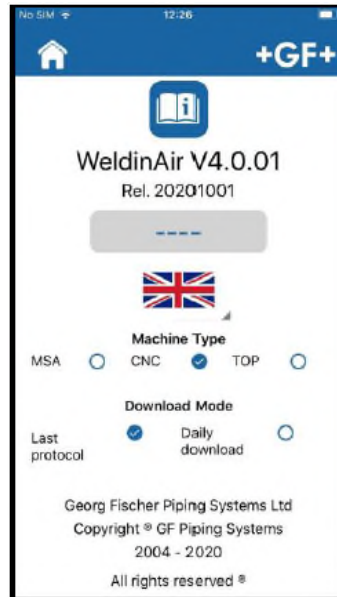 No SIM 12:26
+GF+
i
WeldinAir V4.0.01
Rel. 20201001
----
Machine Type
MSA CNC TOP
Download Mode
Last protocol Daily download
Georg Fischer Piping Systems Ltd
Copyright ® GF Piping Systems
2004 - 2020
All rights reserved ®